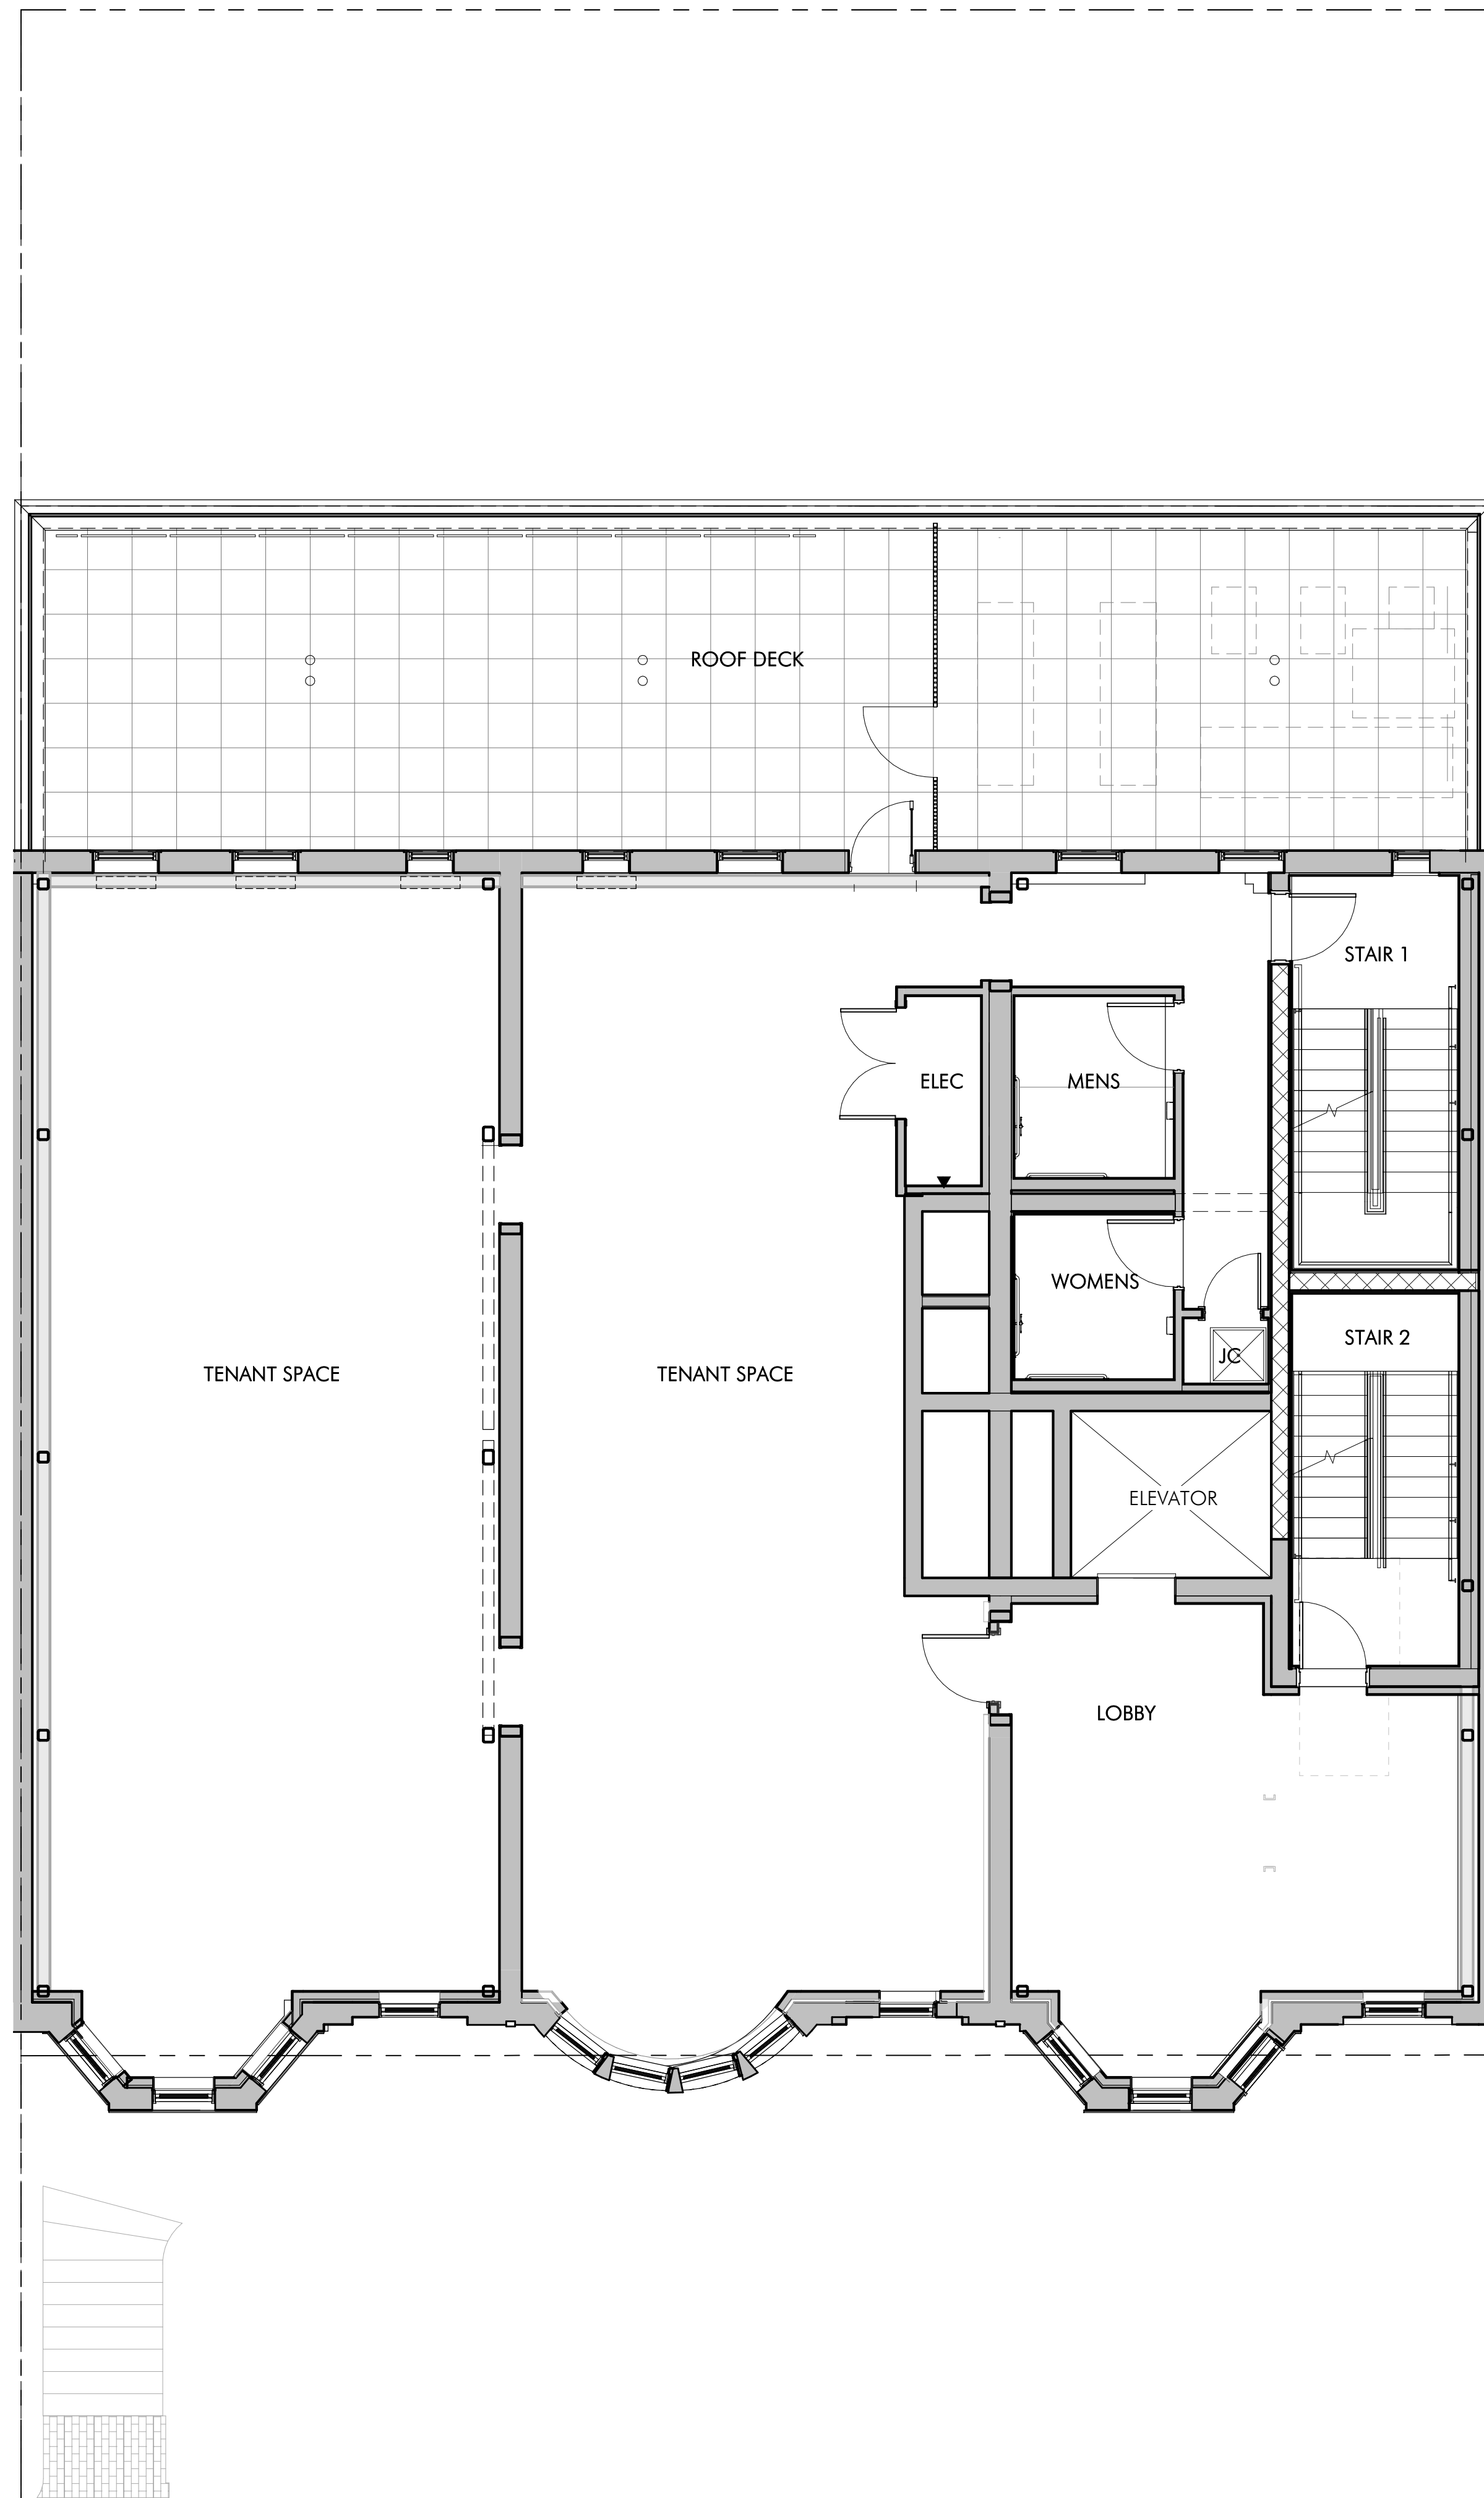 ROOF DECK
STAIR 1
ELEC
MENS
WOMENS
STAIR 2
JC
TENANT SPACE
TENANT SPACE
ELEVATOR
LOBBY